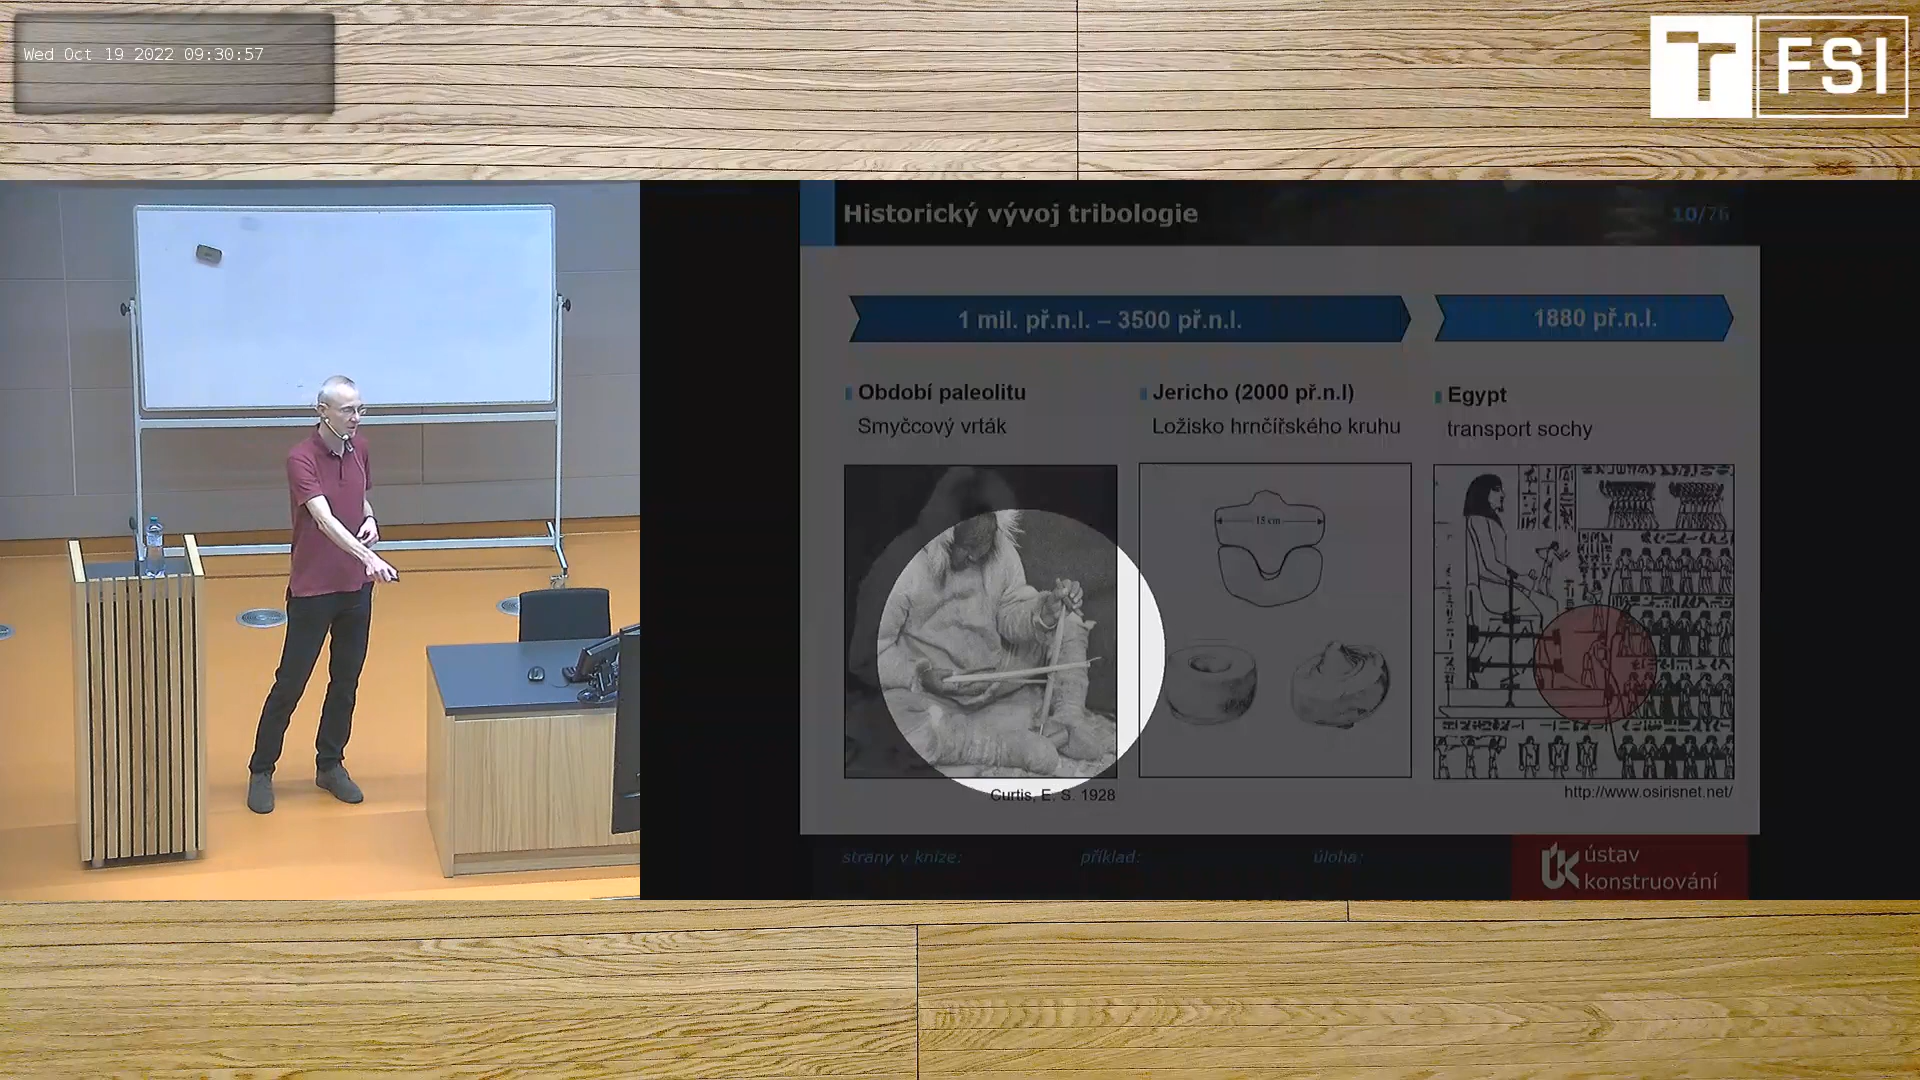 Wed Oct 19 2022 09:30:57
T FSI
Historický vývoj tribologie
10/76
1 mil. př.n.l. – 3500 př.n.l.
1880 př.n.l.
Období paleolitu
Smyčcový vrták
Jericho (2000 př.n.l)
Ložisko hrnčířského kruhu
Egypt
transport sochy
15 cm
Curtis, E. S. 1928
http://www.osirisnet.net/
strany v knize:
příklad:
úloha:
ÚK ústav
konstruování